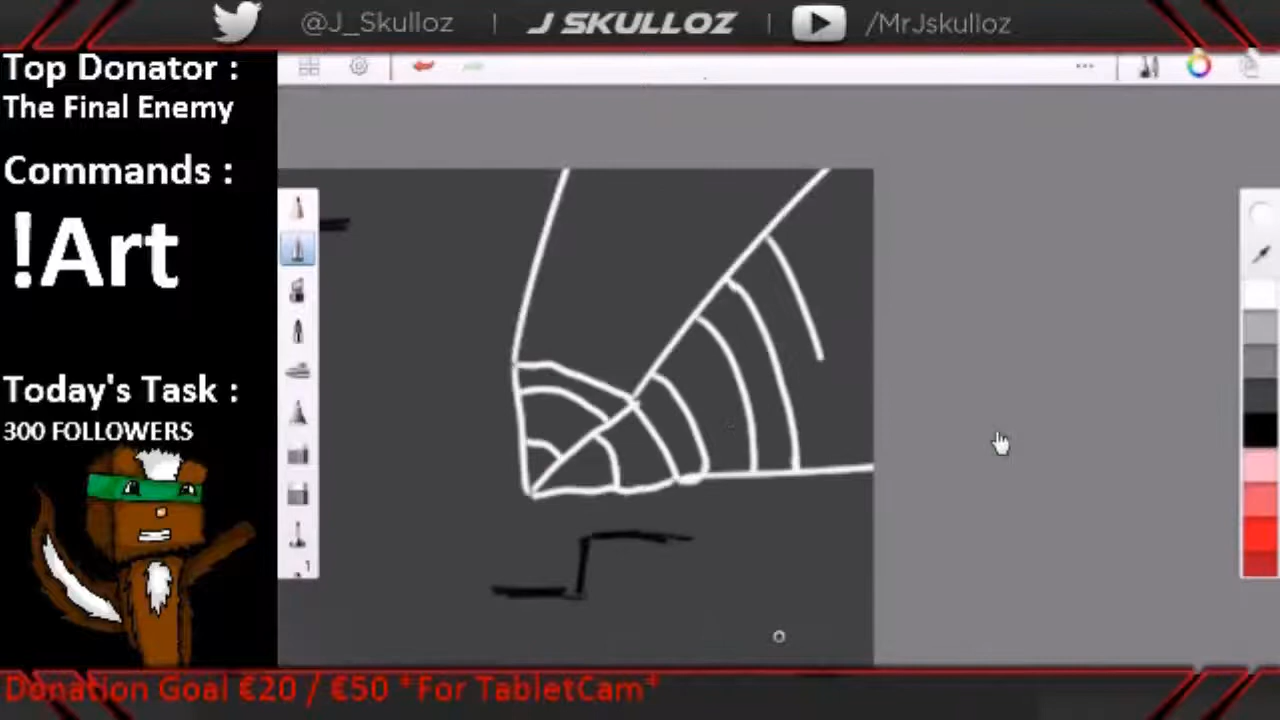 @J_Skulloz | J SKULLOZ | /MrJskulloz
Top Donator :
The Final Enemy
Commands :
!Art
Today's Task :
300 FOLLOWERS
1
Donation Goal €20 / €50 *For TabletCam*